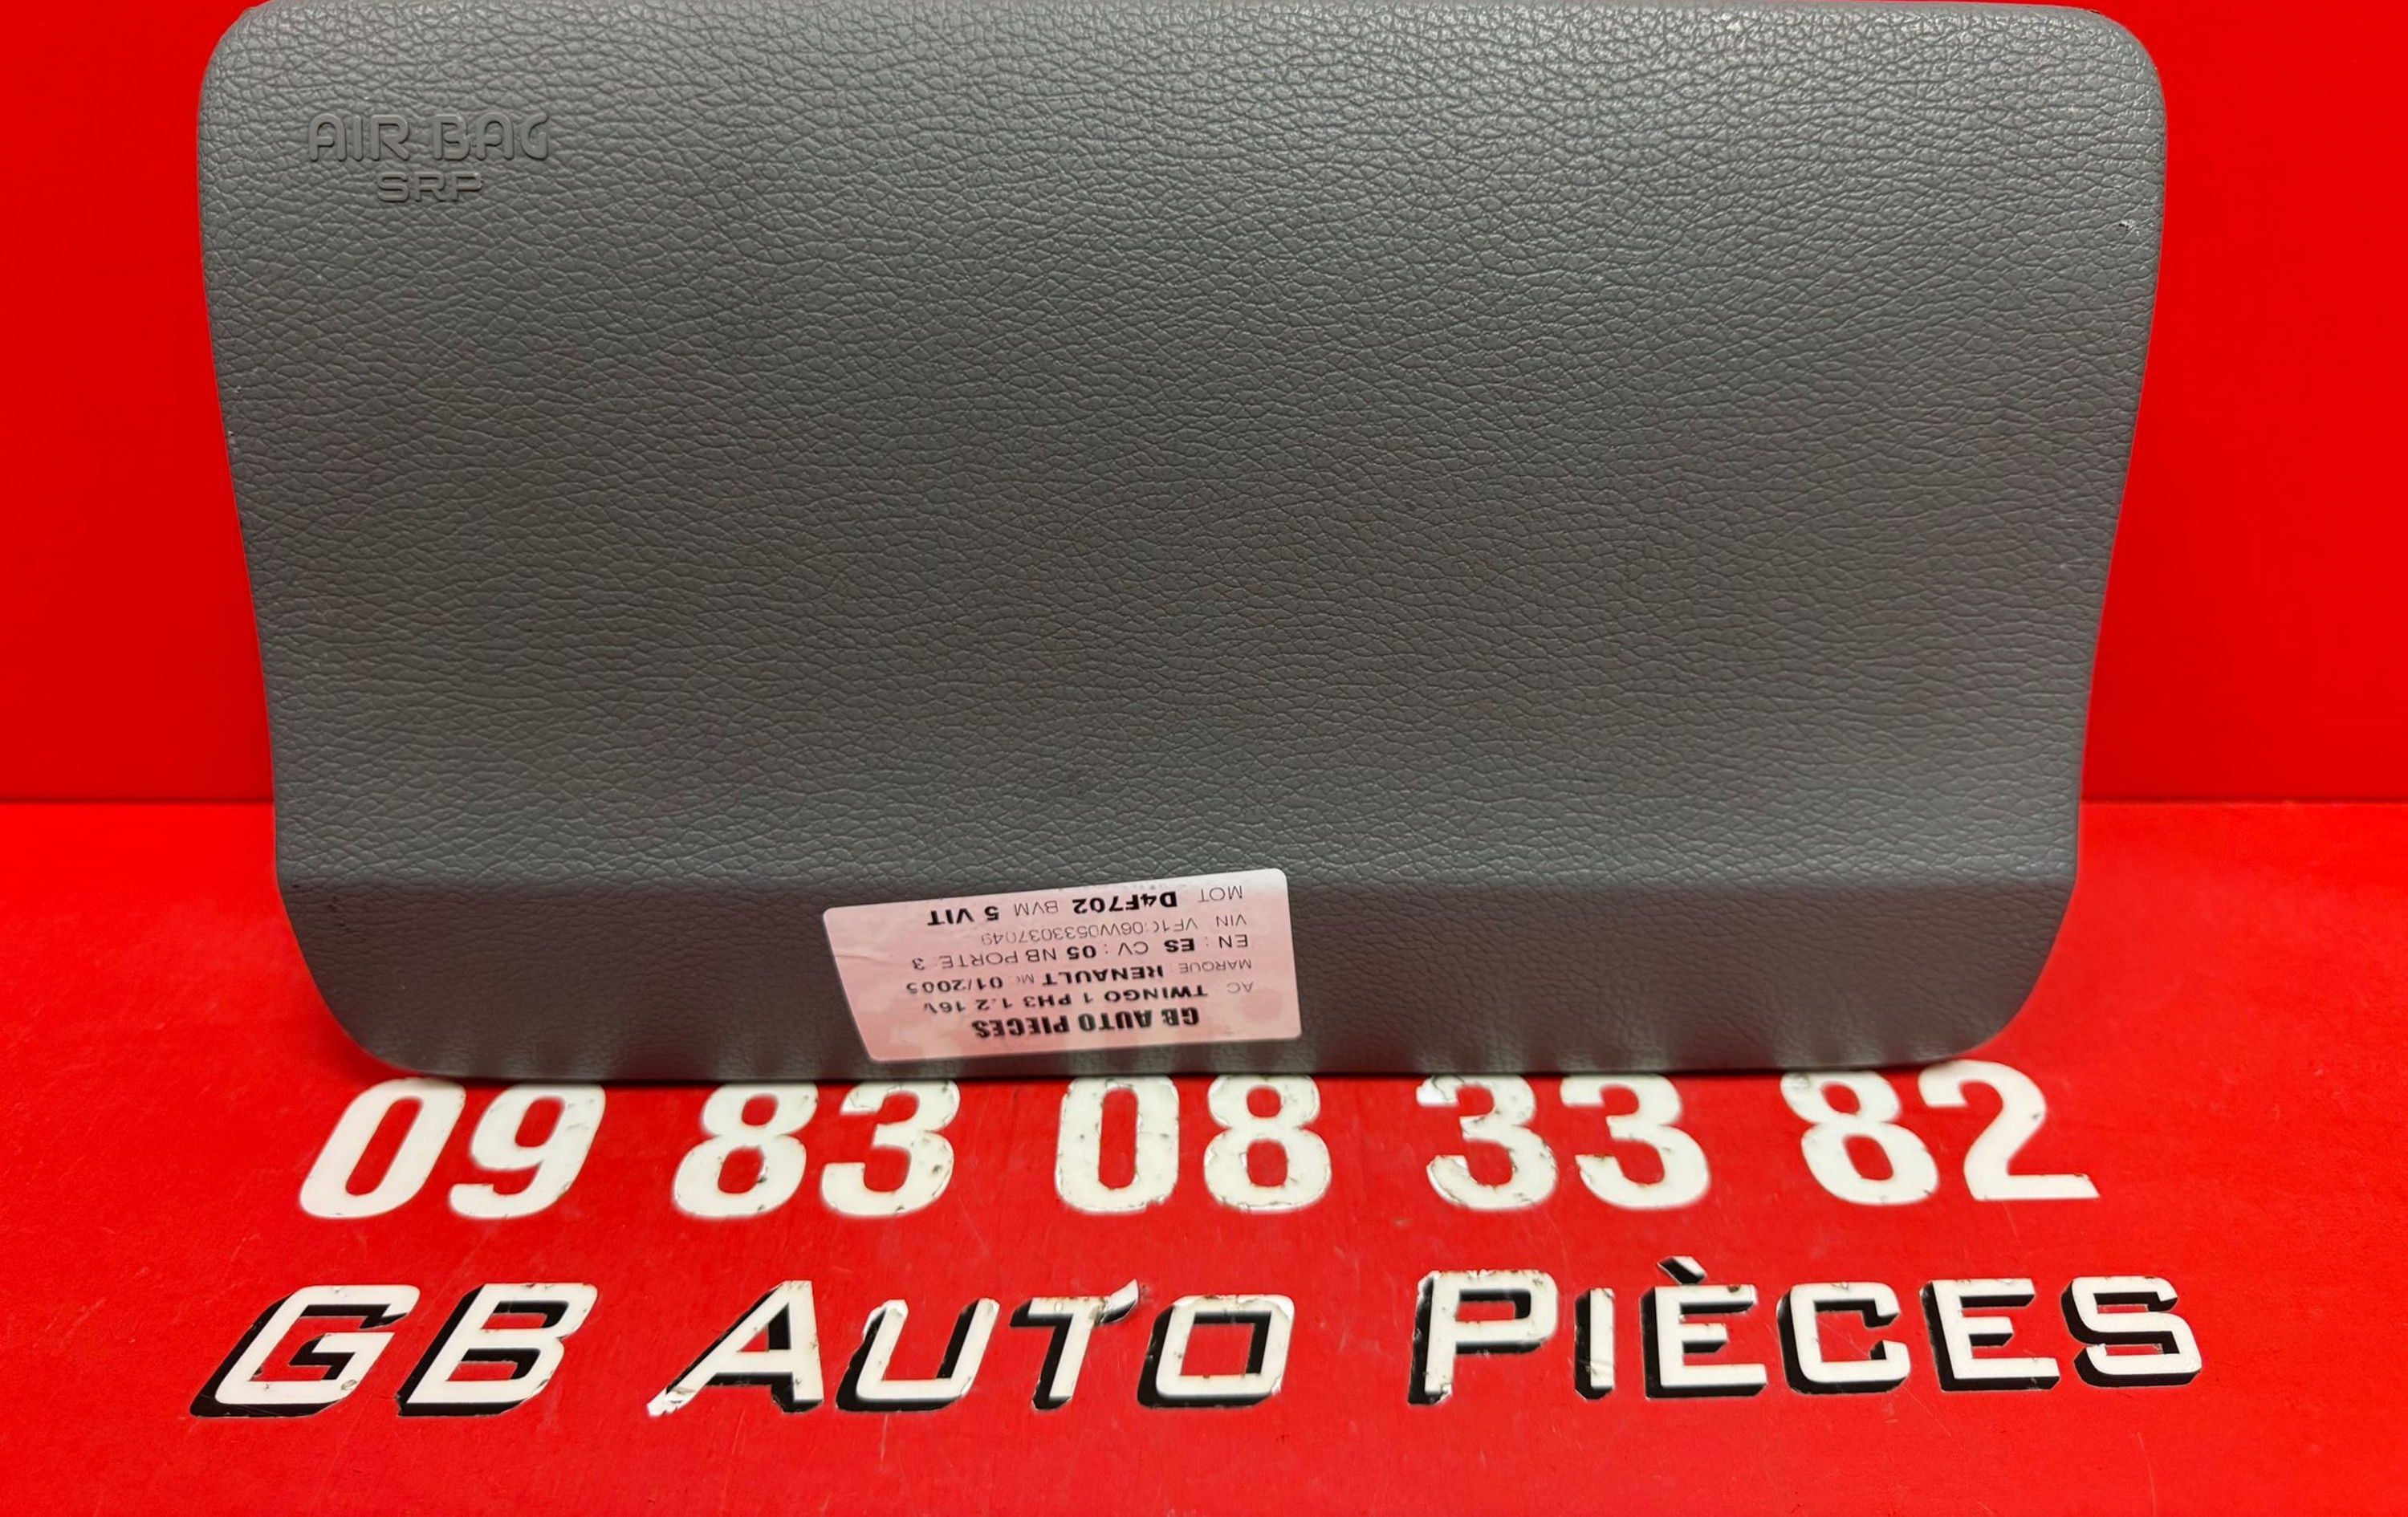 AIR BAG
SRP
GB AUTO PIECES
AC TWINGO 1 PH3 1.2 16V
MARQUE RENAULT 01/2005
EN : ES CV : 05 NB PORTE: 3
VIN
MOT D4F702 BVM 5 VIT
09 83 08 33 82
GB AUTO PIÈCES